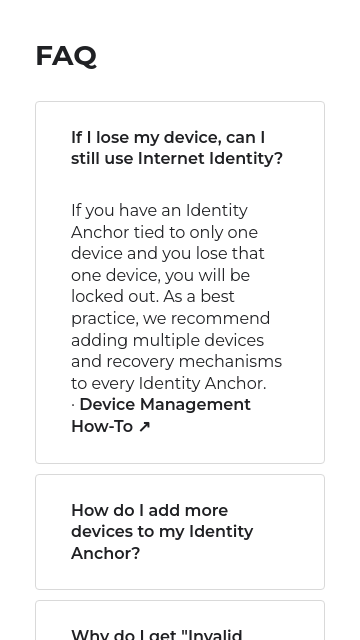 FAQ
If I lose my device, can I
still use Internet Identity?
If you have an Identity
Anchor tied to only one
device and you lose that
one device, you will be
locked out. As a best
practice, we recommend
adding multiple devices
and recovery mechanisms
to every Identity Anchor.
· Device Management
How-To ↗
How do I add more
devices to my Identity
Anchor?
Why do I get "Invalid